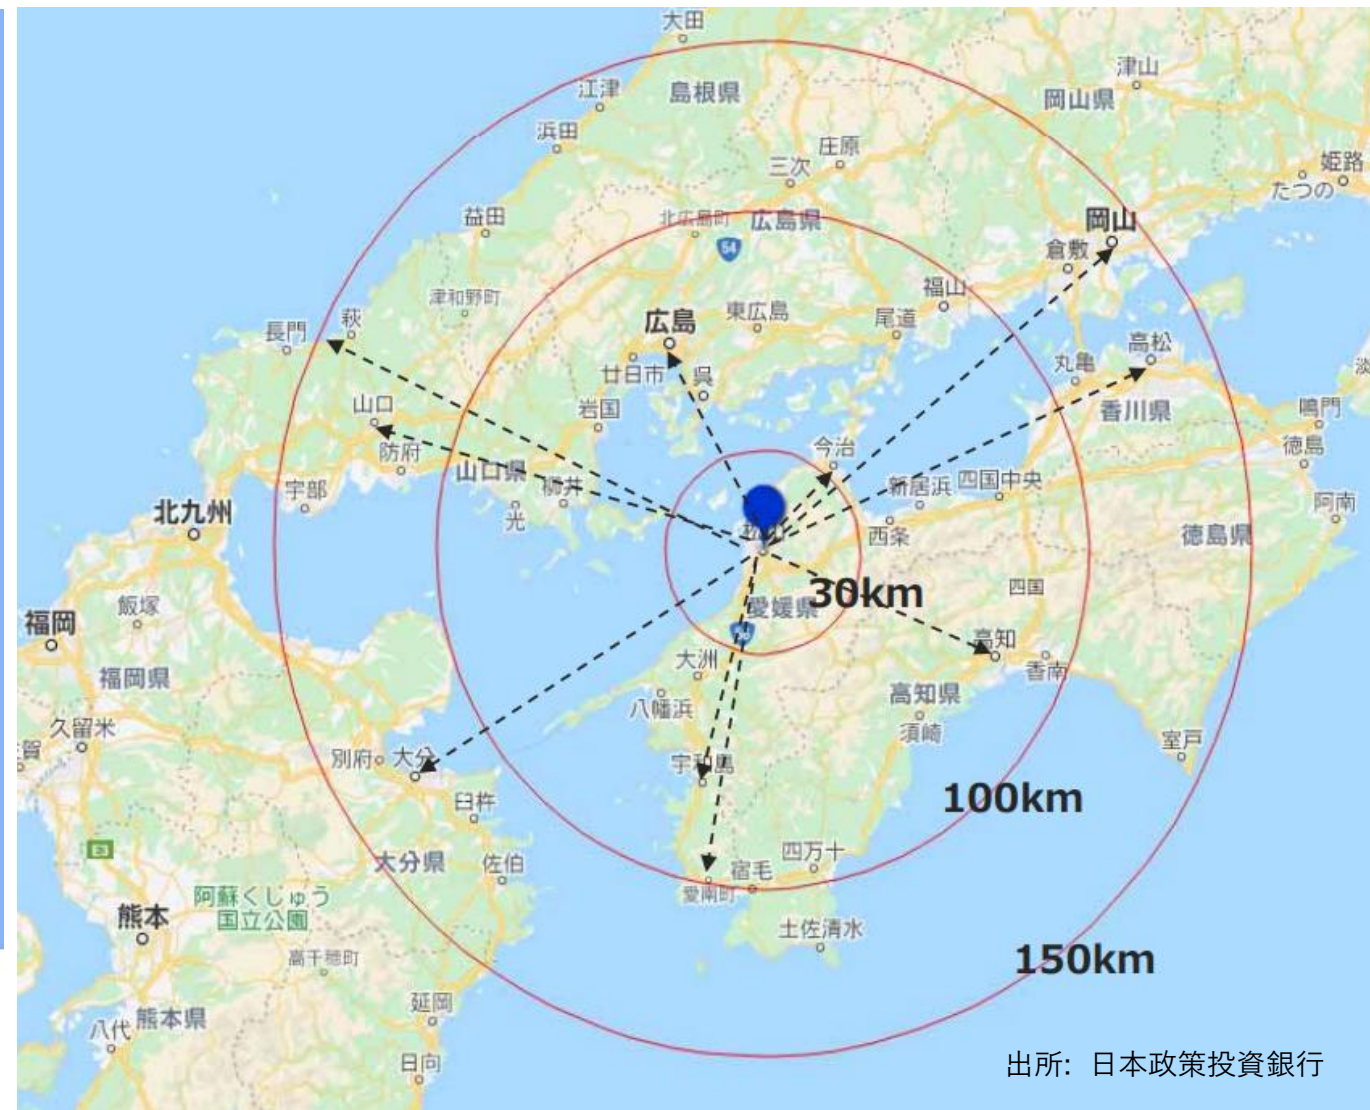 大田
江津
島根県
津山
岡山県
浜田
庄原
三次
姫路
たつの
益田
北広島町
広島県
岡山
54
倉敷
津和野町
福山
萩
長門
広島
東広島
尾道
高松
廿日市
呉
丸亀
淡
山口
岩国
香川県
鳴門
防府
今治
徳島
山口県
柳井
宇部
新居浜
四国中央
光
北九州
阿南
西条
徳島県
飯塚
愛媛県
30km
四国
福岡
高知
福岡県
大洲
香南
八幡浜
高知県
久留米
須崎
賀
別府
大分
宇和島
室戸
臼杵
100km
E3
大分県
佐伯
四万十
宿毛
愛南町
阿蘇くじゅう
国立公園
熊本
土佐清水
高千穂町
150km
延岡
八代
熊本県
日向
出所: 日本政策投資銀行